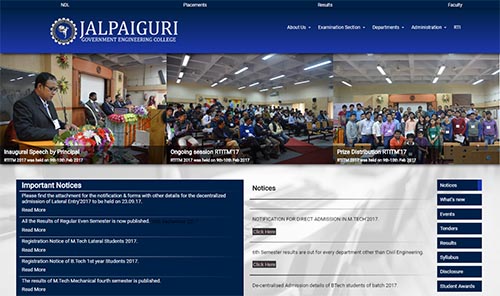 NDL
Placements
Results
Faculty
JALPAIGURI
GOVERNMENT ENGINEERING COLLEGE
About Us
Examination Section
Departments
Administration
RTI
Inaugural Speech by Principal
RTITM 2017 was held on 9th-10th Feb 2017
Ongoing session RTITM'17
RTITM 2017 was held on 9th-10th Feb 2017
Prize Distribution RTITM'17
RTITM 2017 was held on 9th-10th Feb 2017
Important Notices
Please find the attachment for the notification & forms with other details for the decentralized
admission of Lateral Entry'2017 to be held on 23.09.17.
Read More
All the Results of Regular Even Semester is now published.
Read More
Registration Notice of M.Tech Lateral Students 2017.
Read More
Registration Notice of B.Tech 1st year Students 2017.
Read More
The results of M.Tech Mechanical fourth semester is published.
Read More
Notices
NOTIFICATION FOR DIRECT ADMISSION IN M.TECH'2017.
Click Here
8th Semester results are out for every department other than Civil Engineering.
Click Here
De-centralised Admission details of BTech students of batch 2017.
Notices
What's new
Events
Tenders
Results
Syllabus
Disclosure
Student Awards